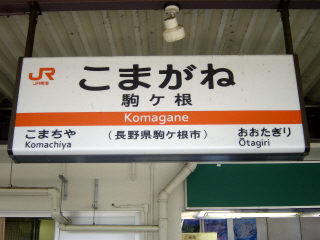 JR
JR東海
こまがね
駒ケ根
Komagane
こまちや
Komachiya
（長野県駒ケ根市）
おおたぎり
Ōtagiri